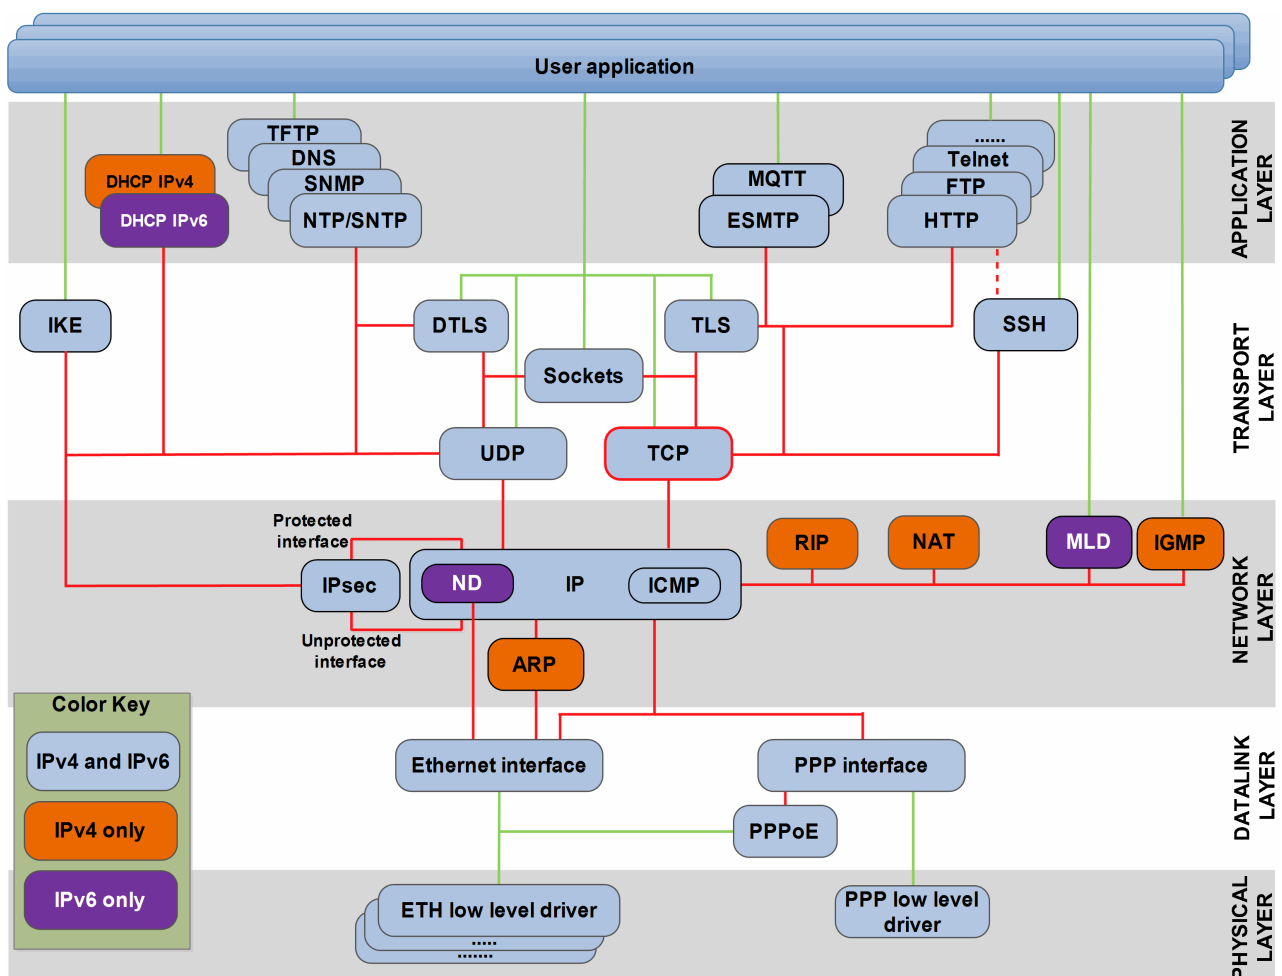 User application
TFTP
DNS
SNMP
NTP/SNTP
DHCP IPv4
DHCP IPv6
MQTT
ESMTP
......
Telnet
FTP
HTTP
APPLICATION
LAYER
IKE
DTLS
TLS
SSH
Sockets
UDP
TCP
TRANSPORT
LAYER
Protected
interface
IPsec
Unprotected
interface
ND
IP
ICMP
RIP
NAT
MLD
IGMP
ARP
NETWORK
LAYER
Color Key
IPv4 and IPv6
IPv4 only
IPv6 only
Ethernet interface
PPP interface
PPPoE
DATALINK
LAYER
ETH low level driver
.....
.......
PPP low level
driver
PHYSICAL
LAYER